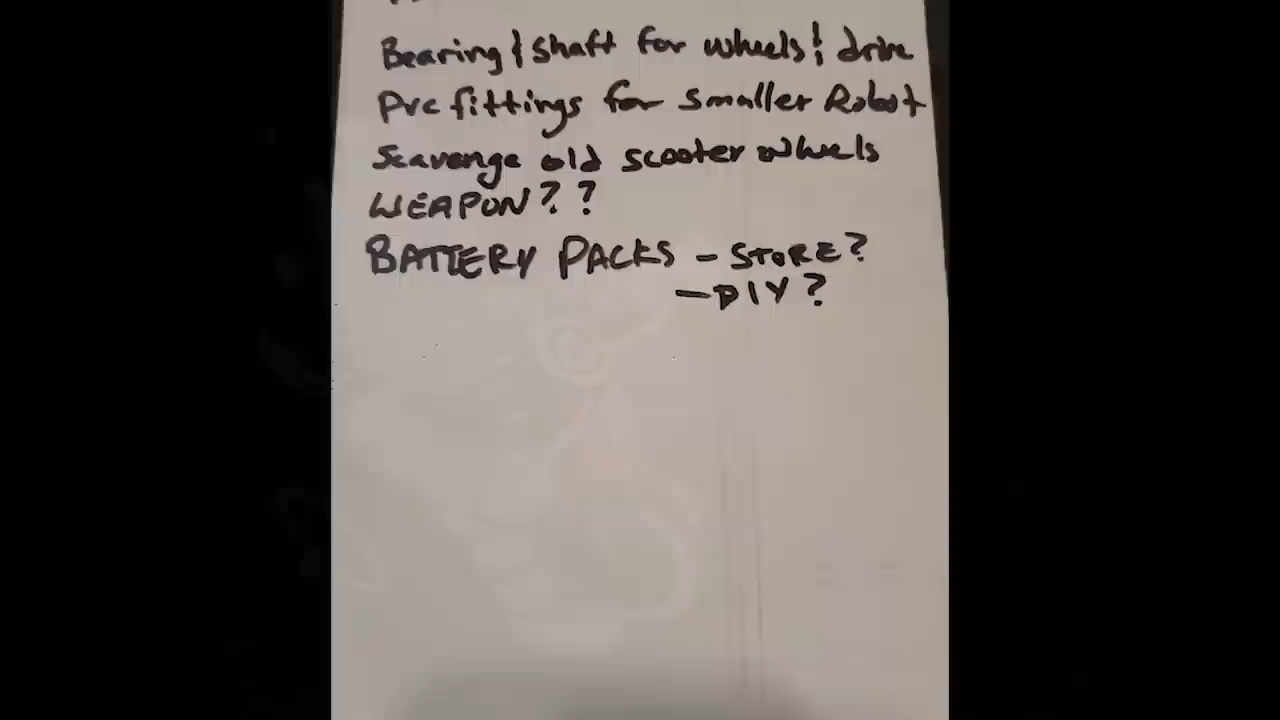 Bearing & shaft for wheels & drive
Pvc fittings for smaller Robot
Scavenge old scooter wheels
WEAPON??
BATTERY PACKS - STORE?
- DIY?